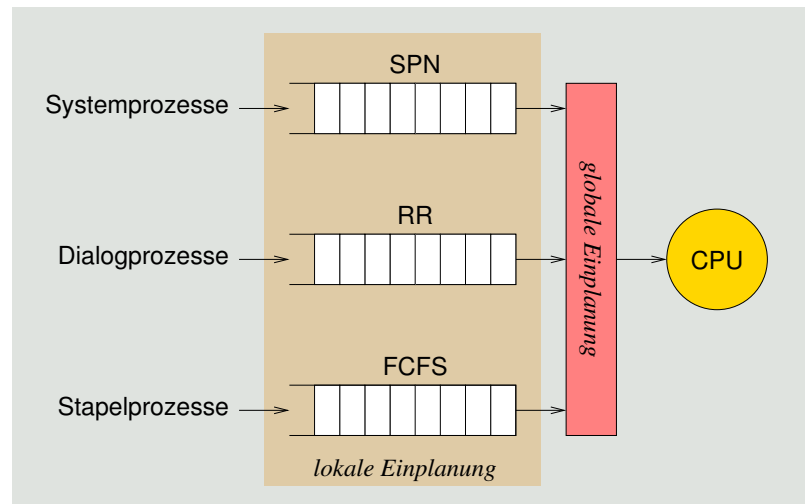 SPN
Systemprozesse
RR
Dialogprozesse
FCFS
Stapelprozesse
lokale Einplanung
globale Einplanung
CPU